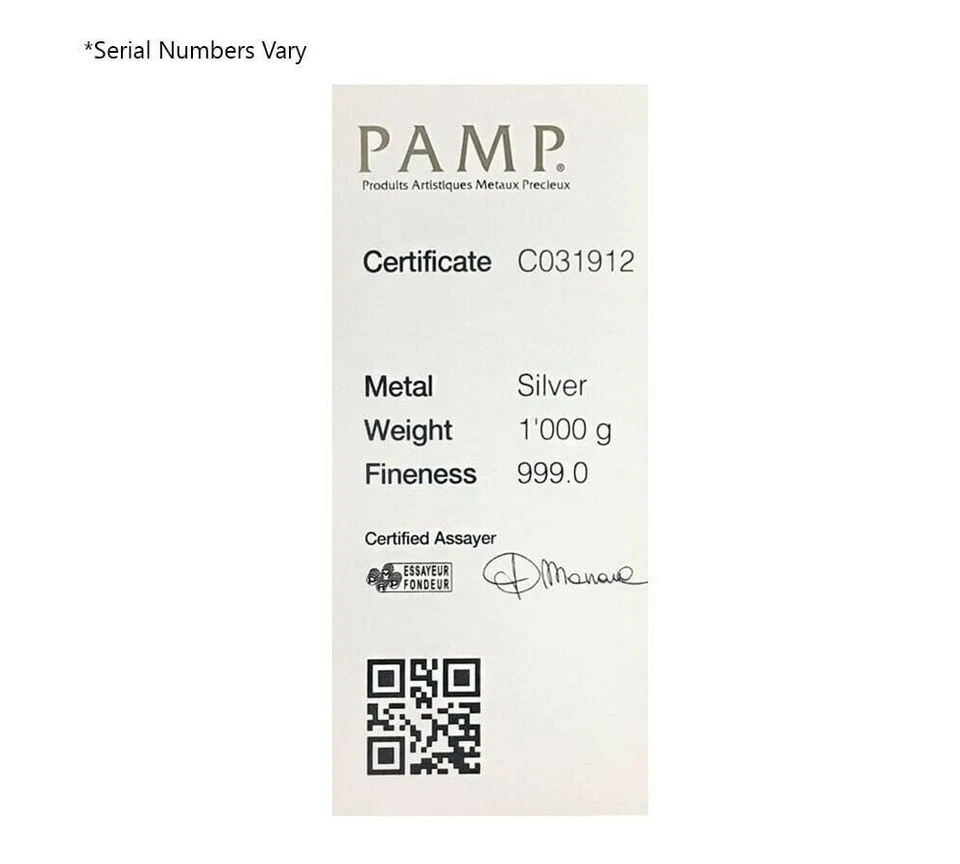 *Serial Numbers Vary
PAMP®
Produits Artistiques Metaux Precieux
Certificate C031912
Metal Silver
Weight 1'000 g
Fineness 999.0
Certified Assayer
ESSAYEUR
FONDEUR